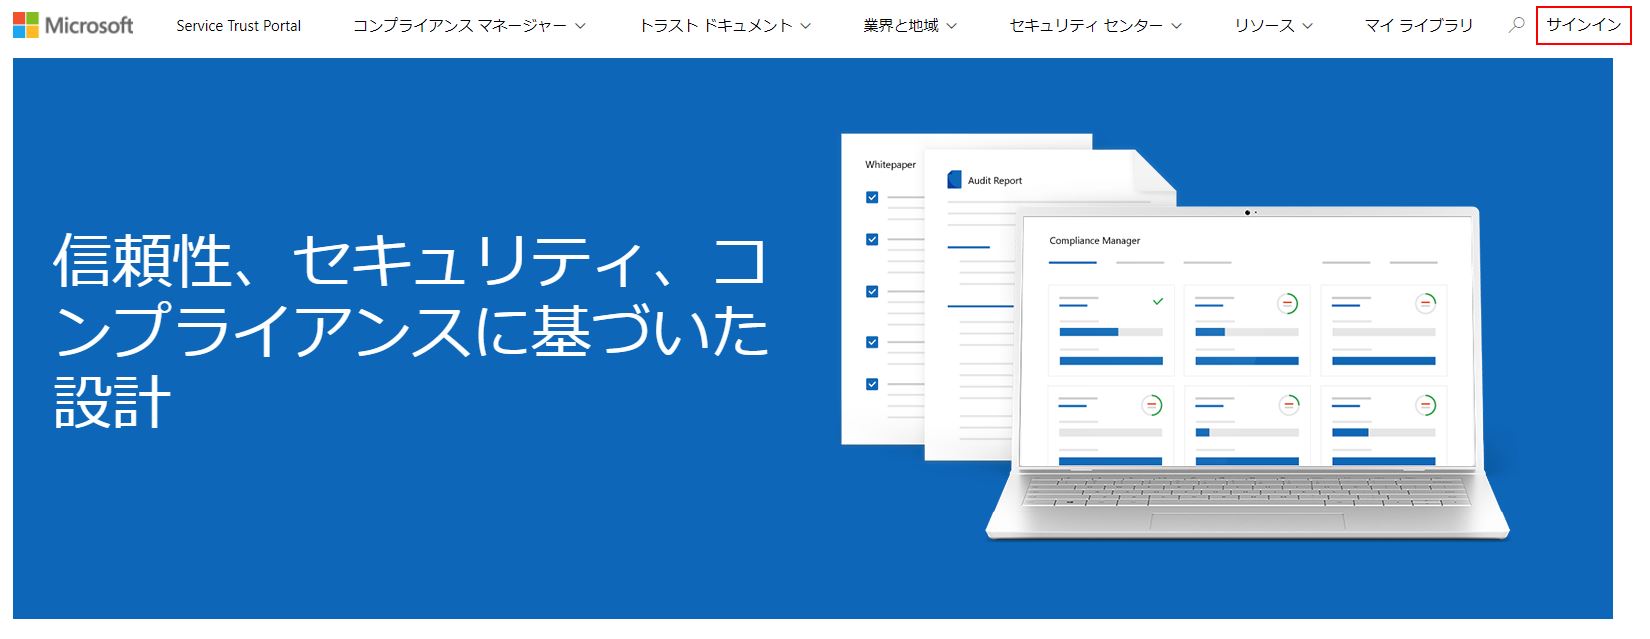 Microsoft Service Trust Portal コンプライアンス マネージャー トラスト ドキュメント 業界と地域 セキュリティ センター リソース マイ ライブラリ サインイン
信頼性、セキュリティ、コ
ンプライアンスに基づいた
設計
Whitepaper
Audit Report
Compliance Manager